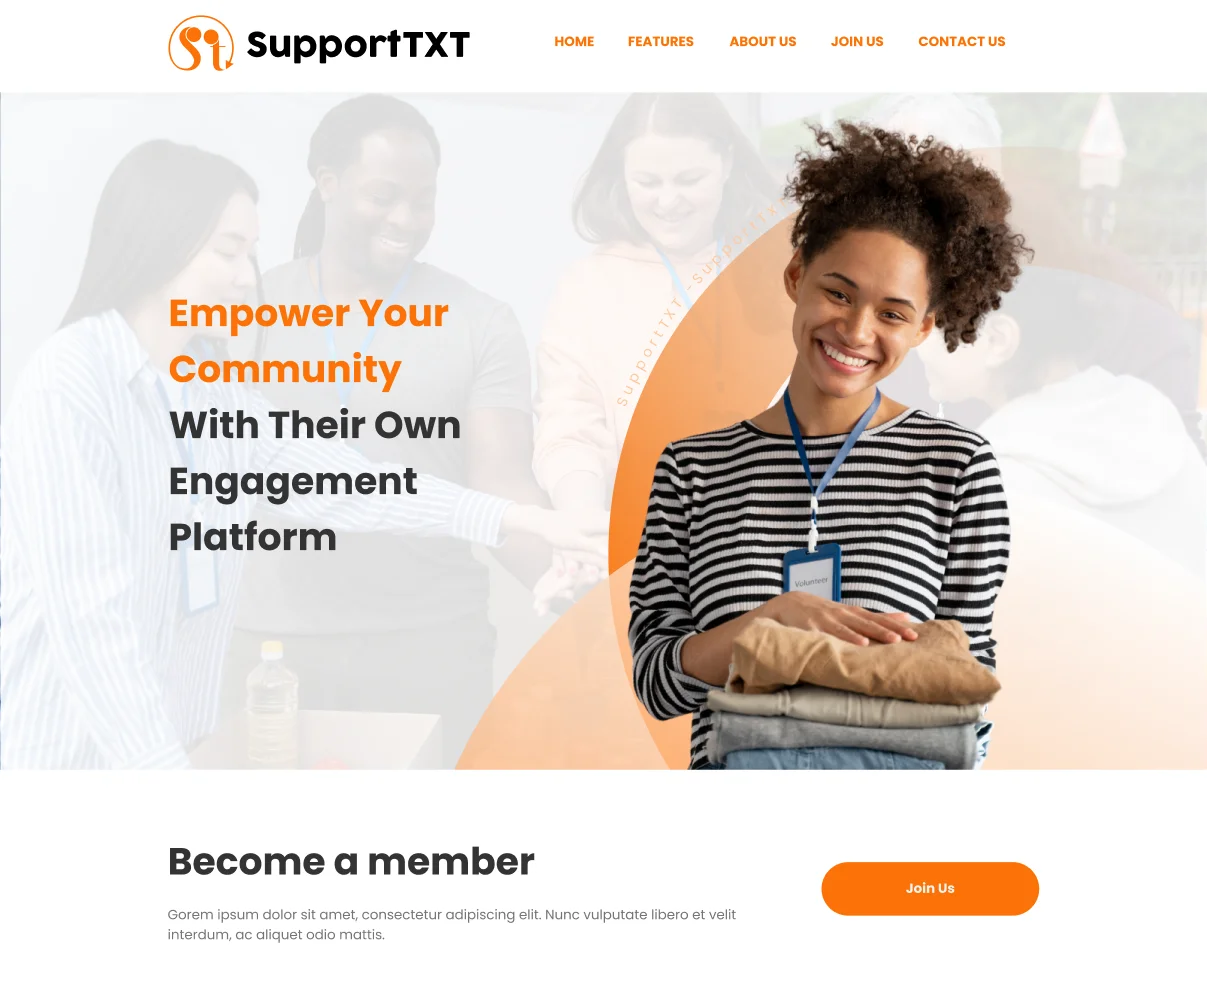 St SupportTXT
HOME FEATURES ABOUT US JOIN US CONTACT US
SupportTXT - SupportTXT
Empower Your
Community
With Their Own
Engagement
Platform
Volunteer
Become a member
Gorem ipsum dolor sit amet, consectetur adipiscing elit. Nunc vulputate libero et velit
interdum, ac aliquet odio mattis.
Join Us